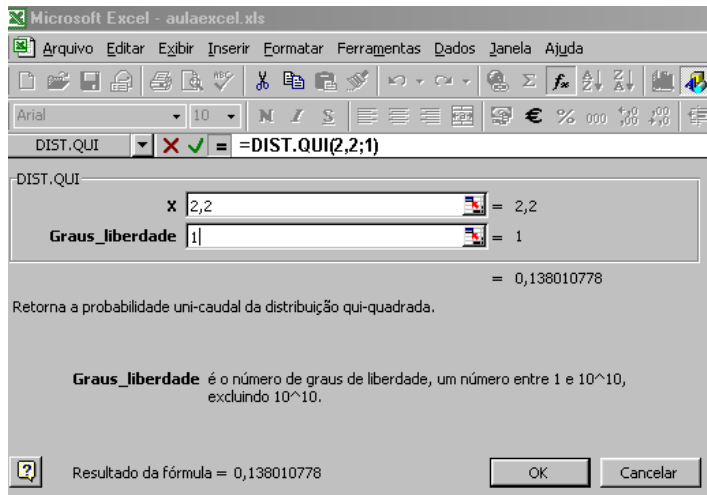 Microsoft Excel - aulaexcel.xls
Arquivo Editar Exibir Inserir Formatar Ferramentas Dados Janela Ajuda
Arial 10 N I S € % 000
DIST.QUI = =DIST.QUI(2,2;1)
DIST.QUI
X 2,2 = 2,2
Graus_liberdade 1 = 1
= 0,138010778
Retorna a probabilidade uni-caudal da distribuição qui-quadrada.
Graus_liberdade é o número de graus de liberdade, um número entre 1 e 10^10,
excluindo 10^10.
Resultado da fórmula = 0,138010778 OK Cancelar